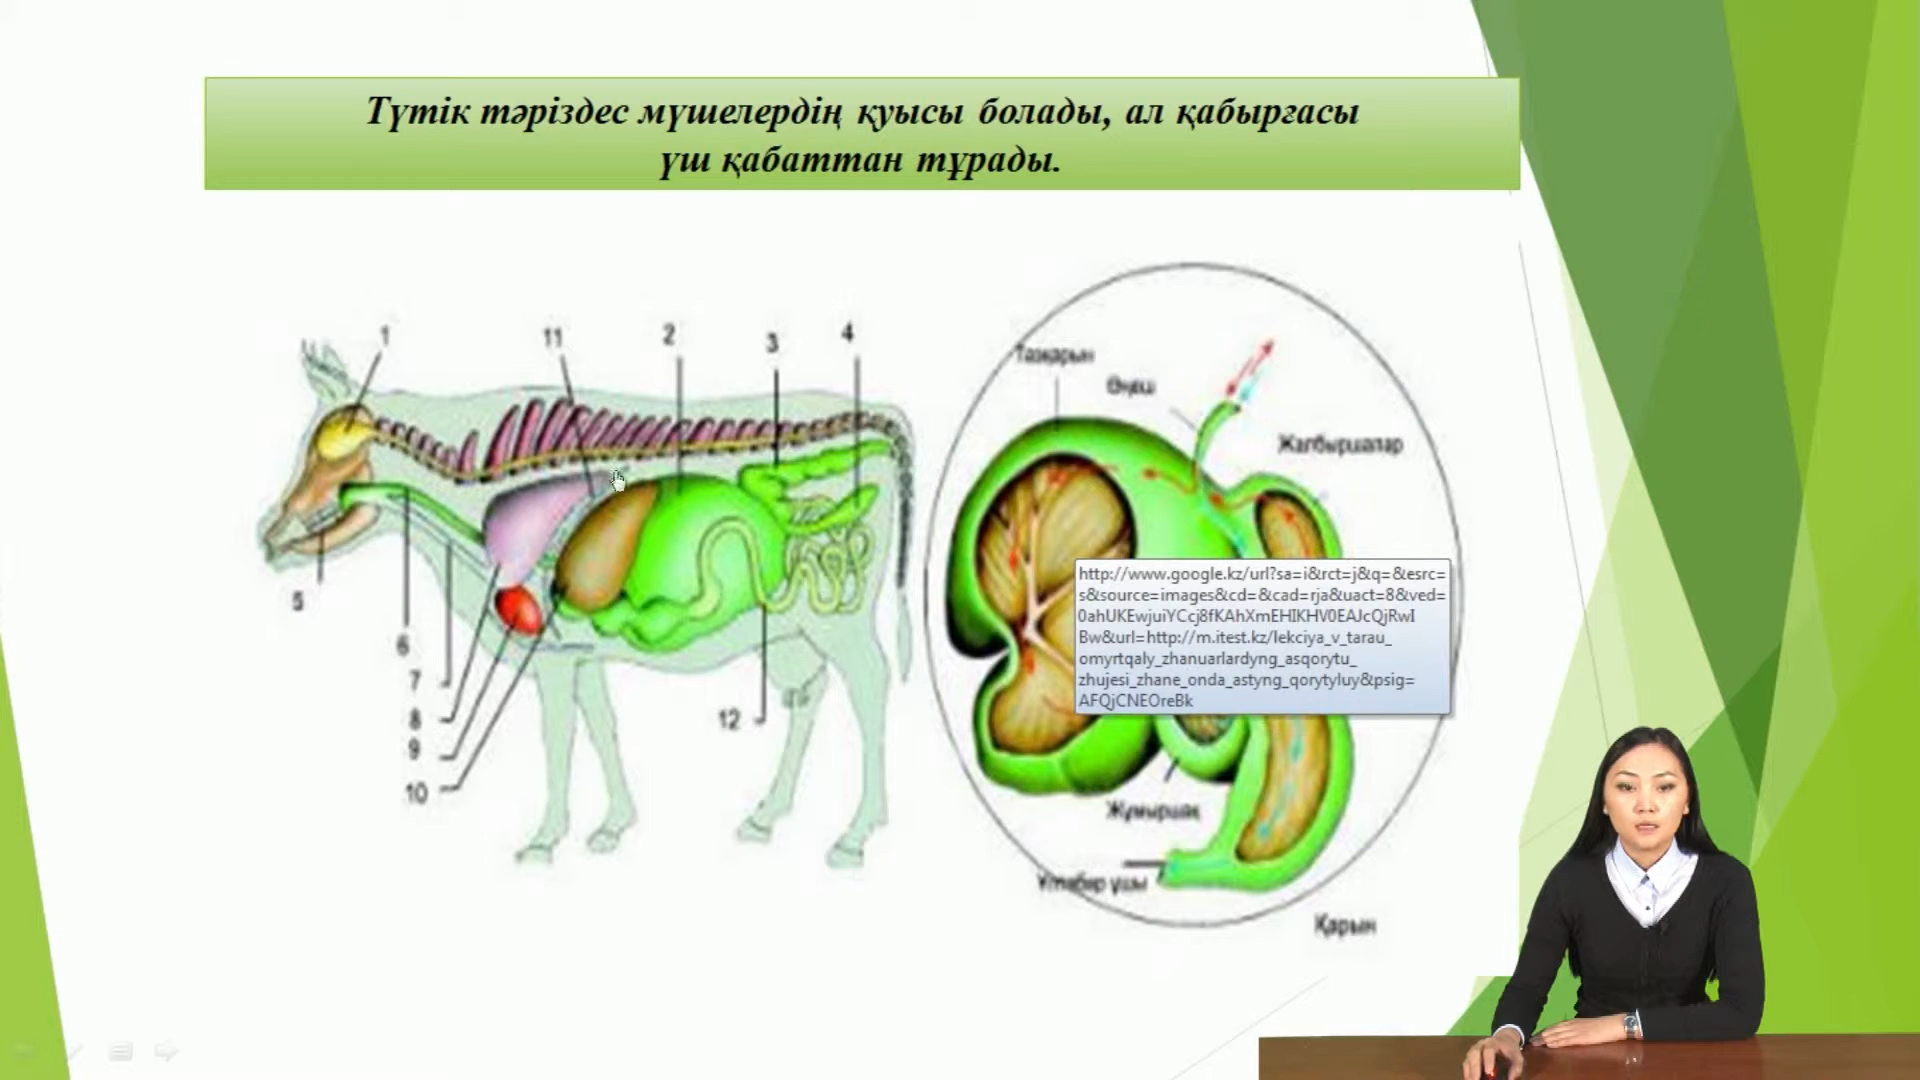 Түтік тәріздес мүшелердің қуысы болады, ал қабырғасы
үш қабаттан тұрады.
1
11
2
3
4
5
6
7
8
9
10
12
Тазқарын
Өңеш
Жалбыршақ
http://www.google.kz/url?sa=i&rct=j&q=&esrc=
s&source=images&cd=&cad=rja&uact=8&ved=
0ahUKEwjuiYCcj8fKAhXmEHIKHV0EAJcQjRwI
Bw&url=http://m.itest.kz/lekciya_v_tarau_
omyrtqaly_zhanuarlardyng_asqorytu_
zhujesi_zhane_onda_astyng_qorytyluy&psig=
AFQjCNEOreBk
Жұмыршақ
Ұлтабар ұшы
Қарын